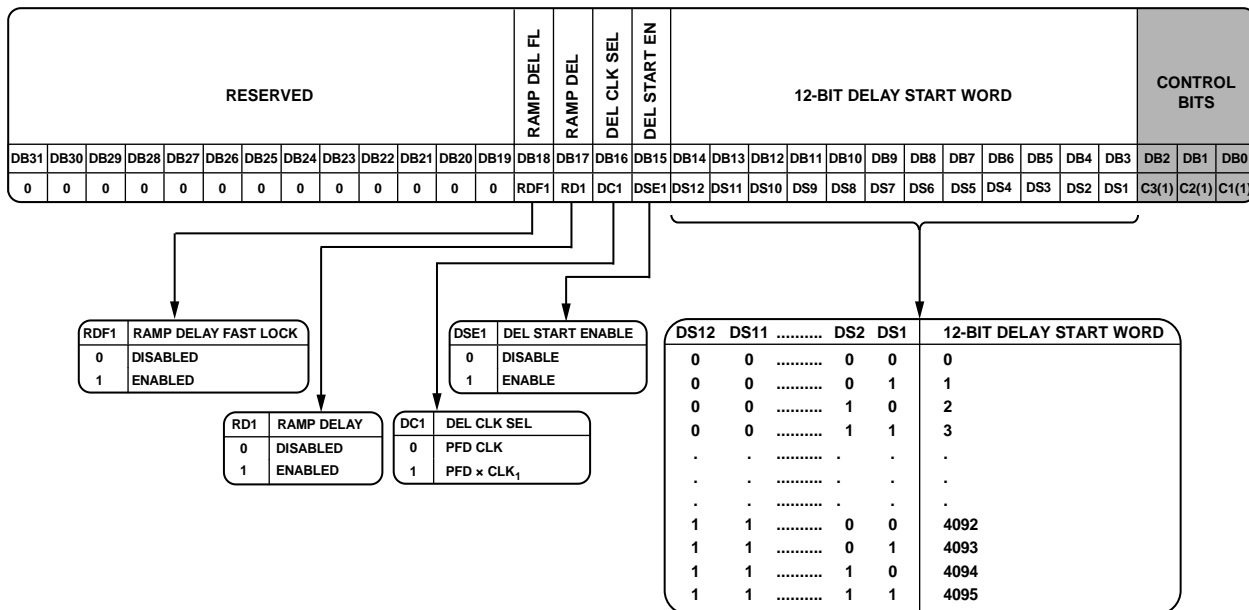 RESERVED
RAMP DEL FL
RAMP DEL
DEL CLK SEL
DEL START EN
12-BIT DELAY START WORD
CONTROL
BITS
DB31 DB30 DB29 DB28 DB27 DB26 DB25 DB24 DB23 DB22 DB21 DB20 DB19 DB18 DB17 DB16 DB15 DB14 DB13 DB12 DB11 DB10 DB9 DB8 DB7 DB6 DB5 DB4 DB3 DB2 DB1 DB0
0 0 0 0 0 0 0 0 0 0 0 0 0 RDF1 RD1 DC1 DSE1 DS12 DS11 DS10 DS9 DS8 DS7 DS6 DS5 DS4 DS3 DS2 DS1 C3(1) C2(1) C1(1)
RDF1 RAMP DELAY FAST LOCK
0 DISABLED
1 ENABLED
DSE1 DEL START ENABLE
0 DISABLE
1 ENABLE
RD1 RAMP DELAY
0 DISABLED
1 ENABLED
DC1 DEL CLK SEL
0 PFD CLK
1 PFD × CLK₁
DS12 DS11 .......... DS2 DS1 12-BIT DELAY START WORD
0 0 .......... 0 0 0
0 0 .......... 0 1 1
0 0 .......... 1 0 2
0 0 .......... 1 1 3
. . .......... . . .
. . .......... . . .
. . .......... . . .
1 1 .......... 0 0 4092
1 1 .......... 0 1 4093
1 1 .......... 1 0 4094
1 1 .......... 1 1 4095